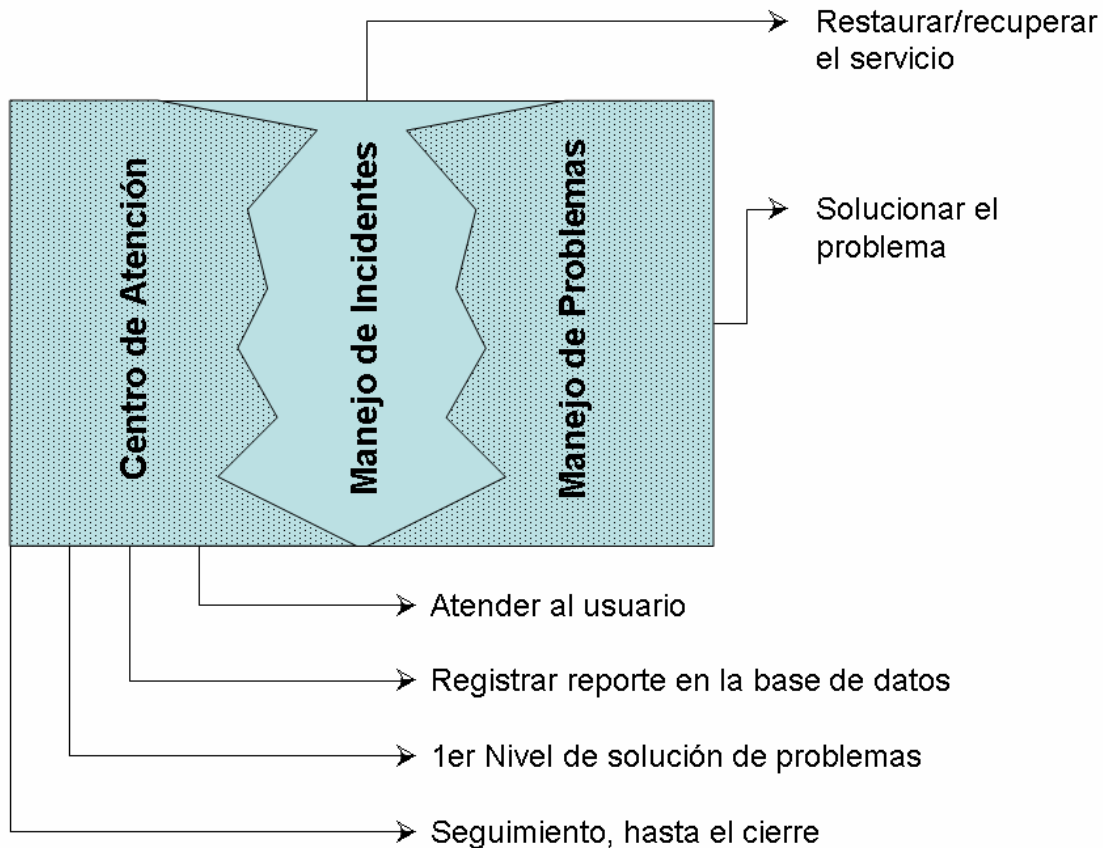 Restaurar/recuperar
el servicio
Centro de Atención
Manejo de Incidentes
Manejo de Problemas
Solucionar el
problema
Atender al usuario
Registrar reporte en la base de datos
1er Nivel de solución de problemas
Seguimiento, hasta el cierre